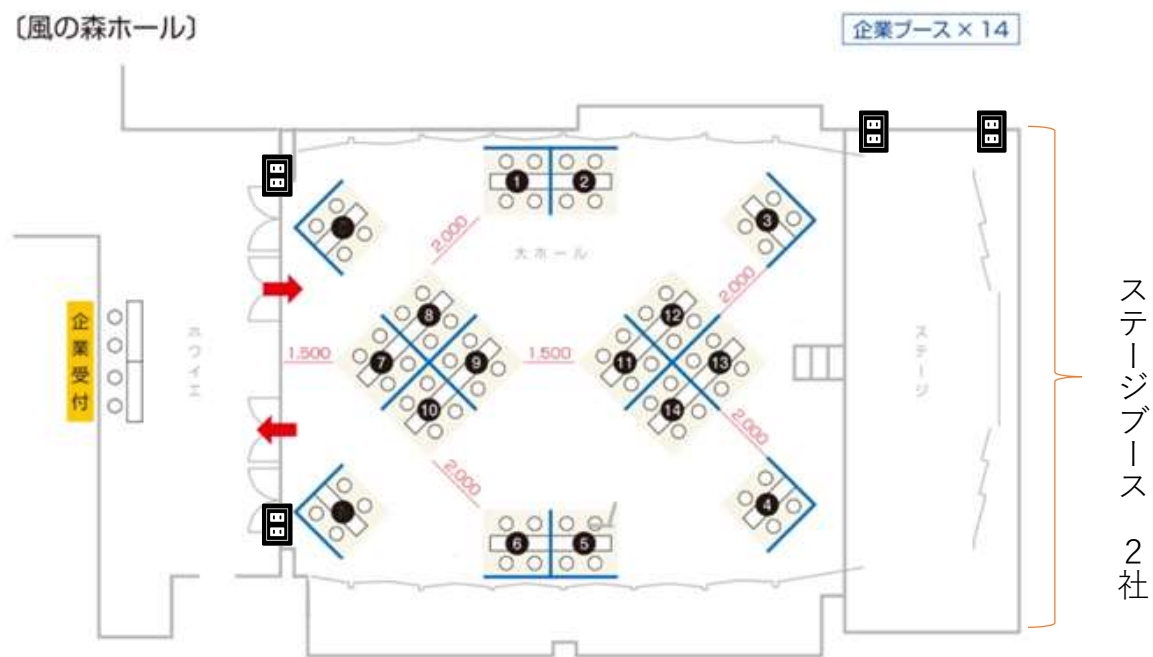 〔風の森ホール〕
企業ブース × 14
1
2
3
2,000
大ホール
2,000
8
12
企業受付
ホワイエ
1,500
7
9
1,500
11
13
ステージ
10
14
2,000
2,000
4
6
5
ステージブース 2社